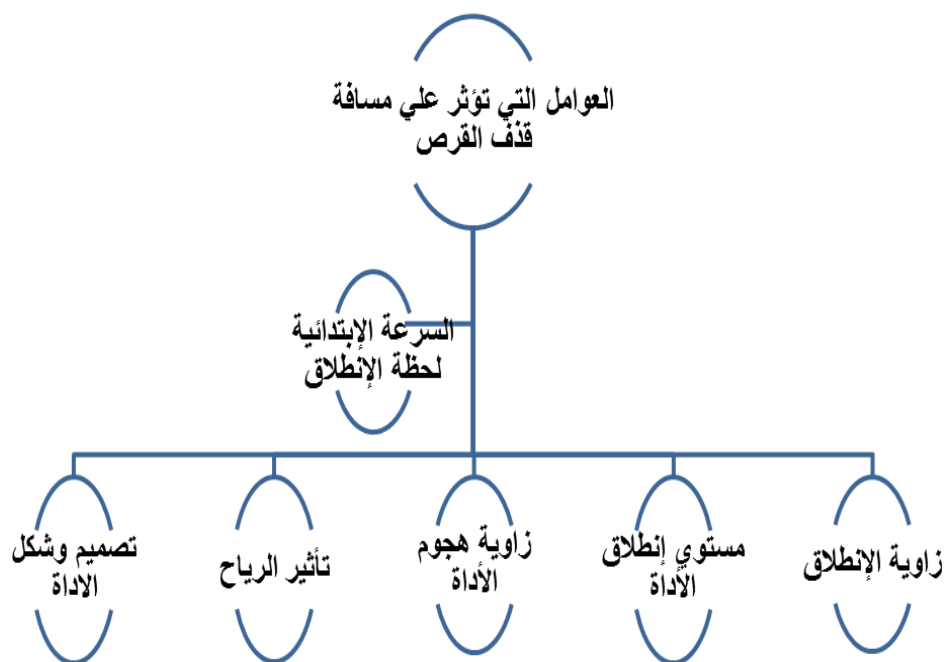 العوامل التي تؤثر علي مسافة
قذف القرص
السرعة الإبتدائية
لحظة الإنطلاق
زاوية الإنطلاق
مستوي إنطلاق
الأداة
زاوية هجوم
الأداة
تأثير الرياح
تصميم وشكل
الاداة